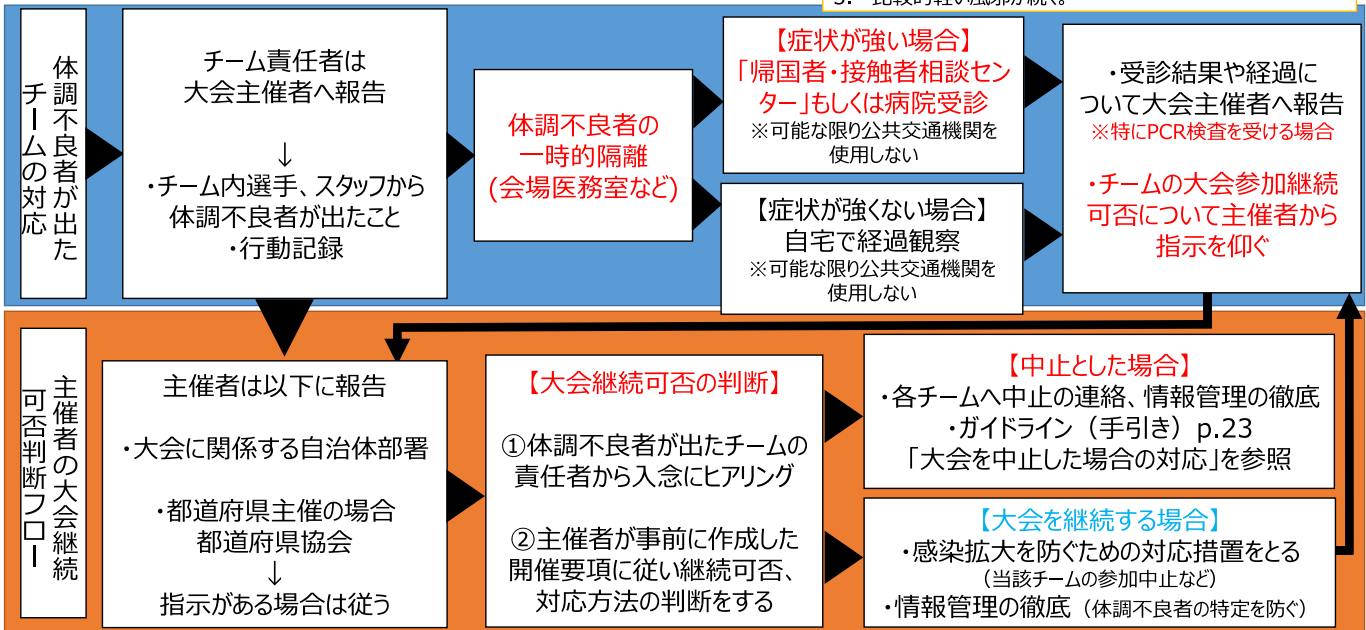 3. 比較的軽い風邪が続く。
体調不良者が出た
チームの対応
チーム責任者は
大会主催者へ報告
↓
・チーム内選手、スタッフから
体調不良者が出たこと
・行動記録
体調不良者の
一時的隔離
(会場医務室など)
【症状が強い場合】
「帰国者・接触者相談セン
ター」もしくは病院受診
※可能な限り公共交通機関を
使用しない
【症状が強くない場合】
自宅で経過観察
※可能な限り公共交通機関を
使用しない
・受診結果や経過に
ついて大会主催者へ報告
※特にPCR検査を受ける場合
・チームの大会参加継続
可否について主催者から
指示を仰ぐ
主催者の大会継続
可否判断フロー
主催者は以下に報告
・大会に関係する自治体部署
・都道府県主催の場合
都道府県協会
↓
指示がある場合は従う
【大会継続可否の判断】
①体調不良者が出たチームの
責任者から入念にヒアリング
②主催者が事前に作成した
開催要項に従い継続可否、
対応方法の判断をする
【中止とした場合】
・各チームへ中止の連絡、情報管理の徹底
・ガイドライン（手引き）p.23
「大会を中止した場合の対応」を参照
【大会を継続する場合】
・感染拡大を防ぐための対応措置をとる
（当該チームの参加中止など）
・情報管理の徹底（体調不良者の特定を防ぐ）